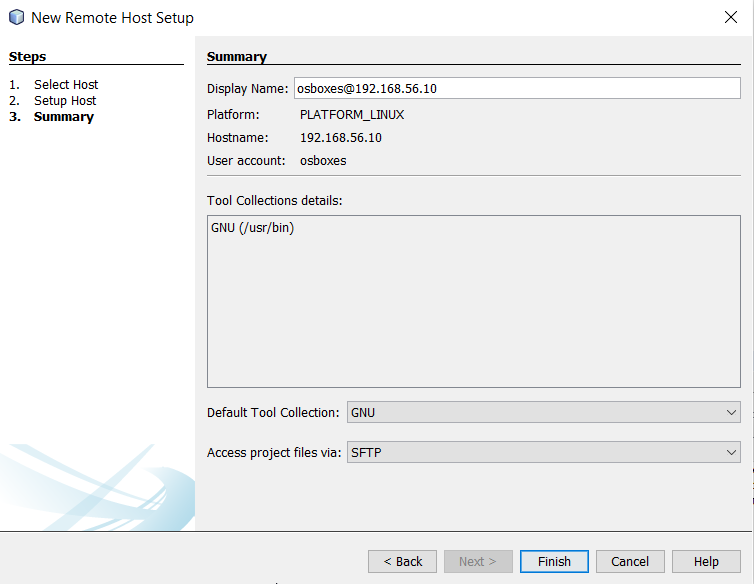 New Remote Host Setup
Steps
1. Select Host
2. Setup Host
3. Summary
Summary
Display Name: osboxes@192.168.56.10
Platform: PLATFORM_LINUX
Hostname: 192.168.56.10
User account: osboxes
Tool Collections details:
GNU (/usr/bin)
Default Tool Collection: GNU
Access project files via: SFTP
< Back Next > Finish Cancel Help